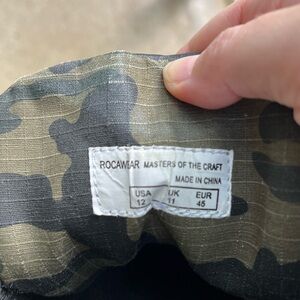 ROCAWEAR MASTERS OF THE CRAFT
MADE IN CHINA
USA UK EUR
12 11 45